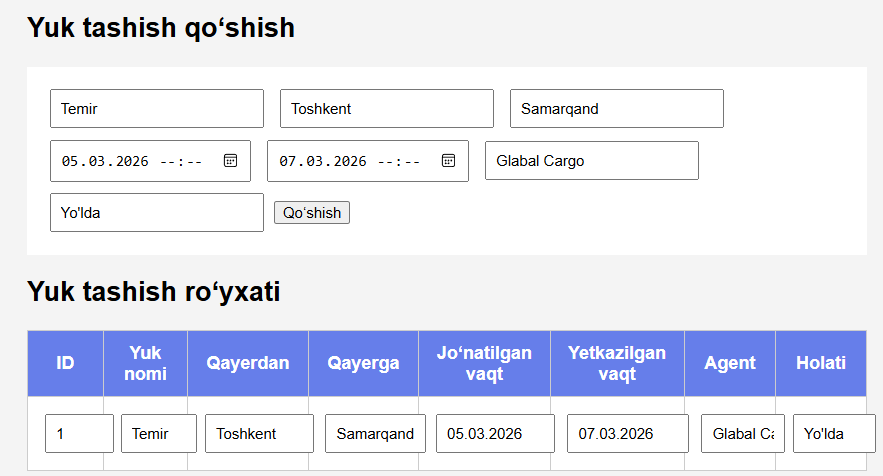 Yuk tashish qo‘shish
Temir Toshkent Samarqand
05.03.2026 --:-- 07.03.2026 --:-- Glabal Cargo
Yo'lda Qo‘shish
Yuk tashish ro‘yxati
ID Yuk nomi Qayerdan Qayerga Jo‘natilgan vaqt Yetkazilgan vaqt Agent Holati
1 Temir Toshkent Samarqand 05.03.2026 07.03.2026 Glabal Ca Yo'lda